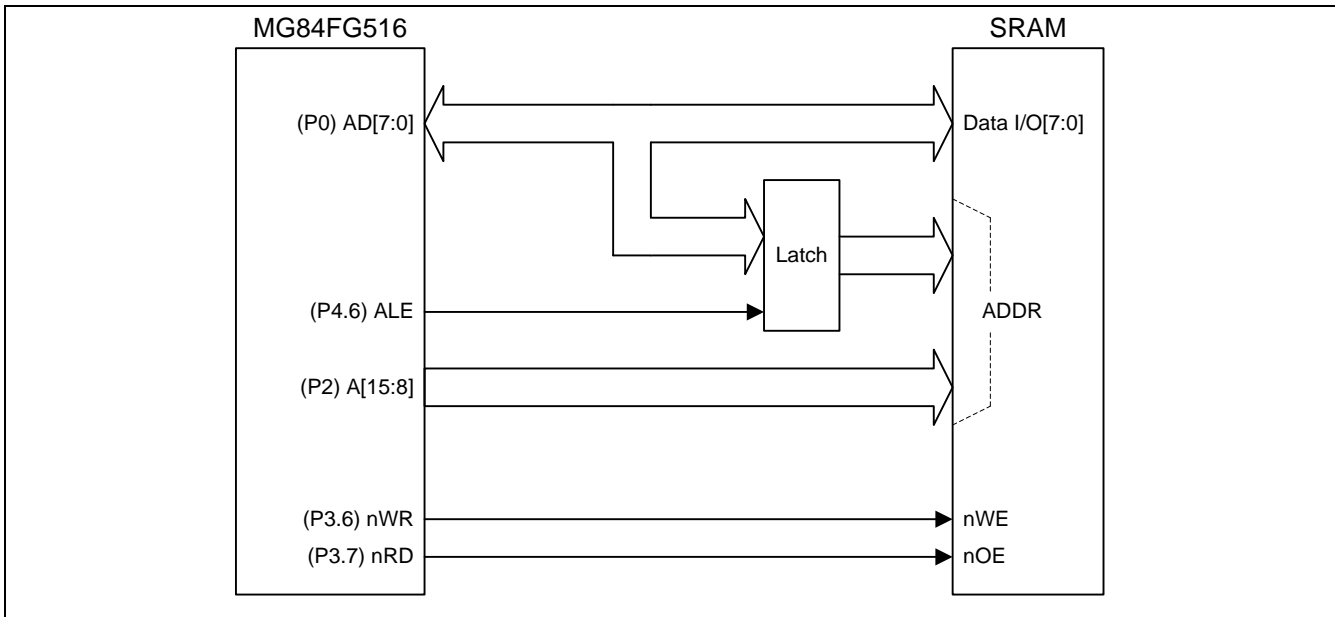 MG84FG516
SRAM
(P0) AD[7:0]
Data I/O[7:0]
Latch
(P4.6) ALE
ADDR
(P2) A[15:8]
(P3.6) nWR
nWE
(P3.7) nRD
nOE